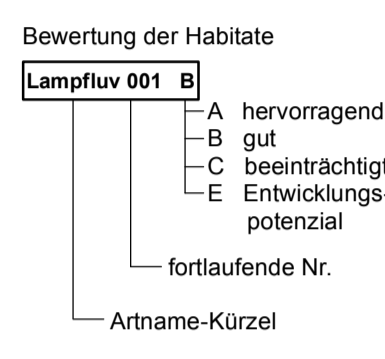 Bewertung der Habitate
Lampfluv 001 B
A hervorragend
B gut
C beeinträchtigt
E Entwicklungs-
potenzial
fortlaufende Nr.
Artname-Kürzel